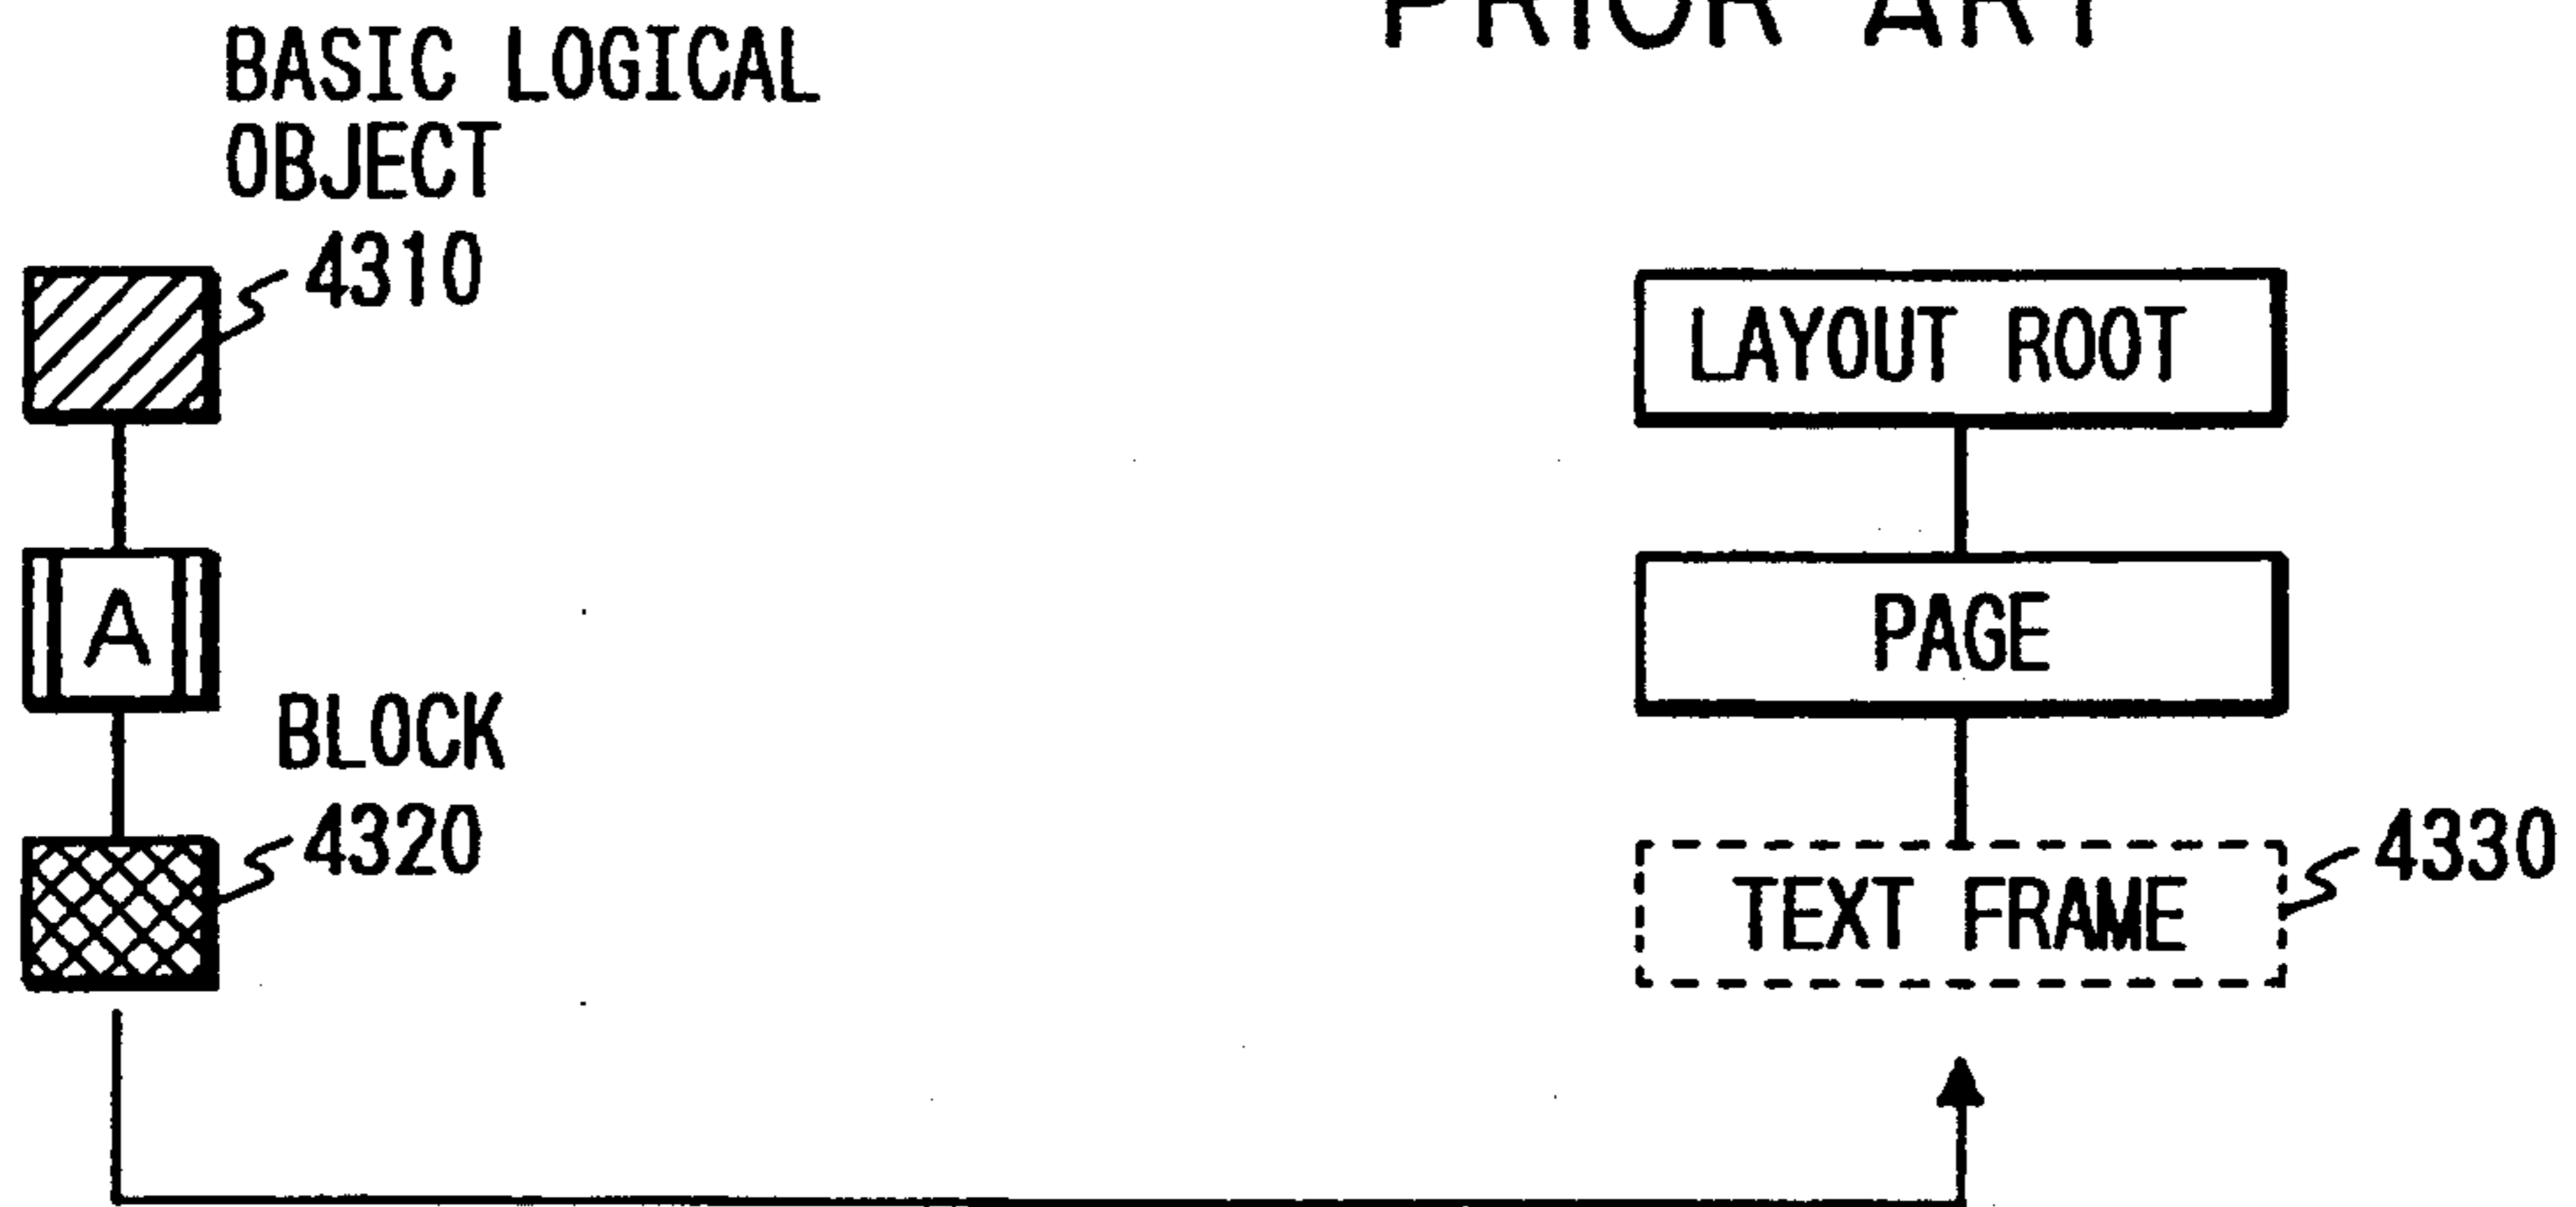 PRIOR ART
BASIC LOGICAL
OBJECT
4310
LAYOUT ROOT
A
PAGE
BLOCK
4320
TEXT FRAME
4330